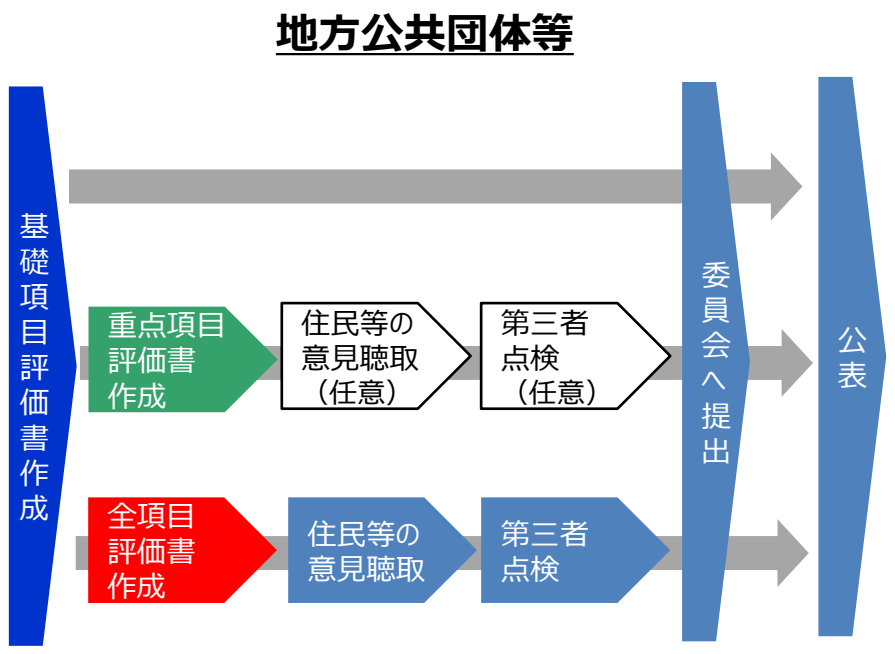 地方公共団体等
基礎項目評価書作成
重点項目
評価書
作成
住民等の
意見聴取
（任意）
第三者
点検
（任意）
全項目
評価書
作成
住民等の
意見聴取
第三者
点検
委員会へ提出
公表